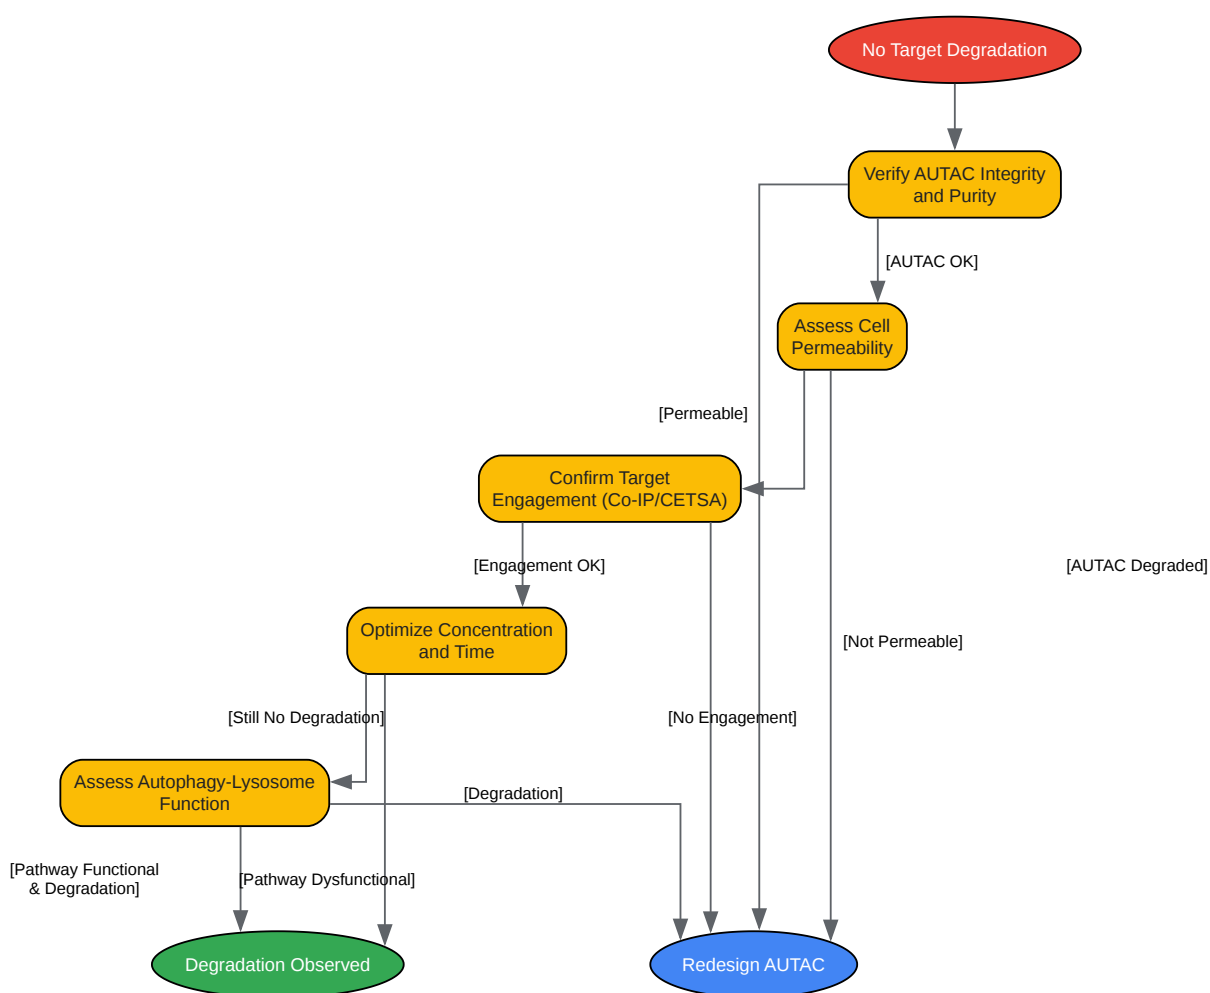 No Target Degradation
Verify AUTAC Integrity
and Purity
[AUTAC OK]
Assess Cell
Permeability
[Permeable]
Confirm Target
Engagement (Co-IP/CETSA)
[Engagement OK]
[AUTAC Degraded]
Optimize Concentration
and Time
[Not Permeable]
[Still No Degradation]
[No Engagement]
Assess Autophagy-Lysosome
Function
[Degradation]
[Pathway Functional
& Degradation]
[Pathway Dysfunctional]
Degradation Observed
Redesign AUTAC